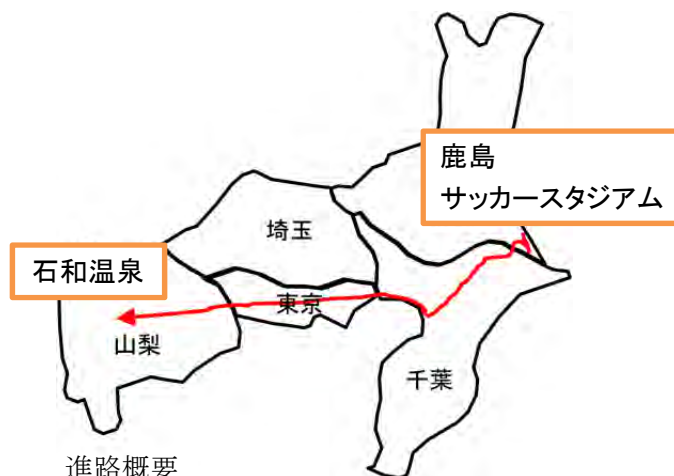 鹿島
サッカースタジアム
埼玉
石和温泉
東京
山梨
千葉
進路概要